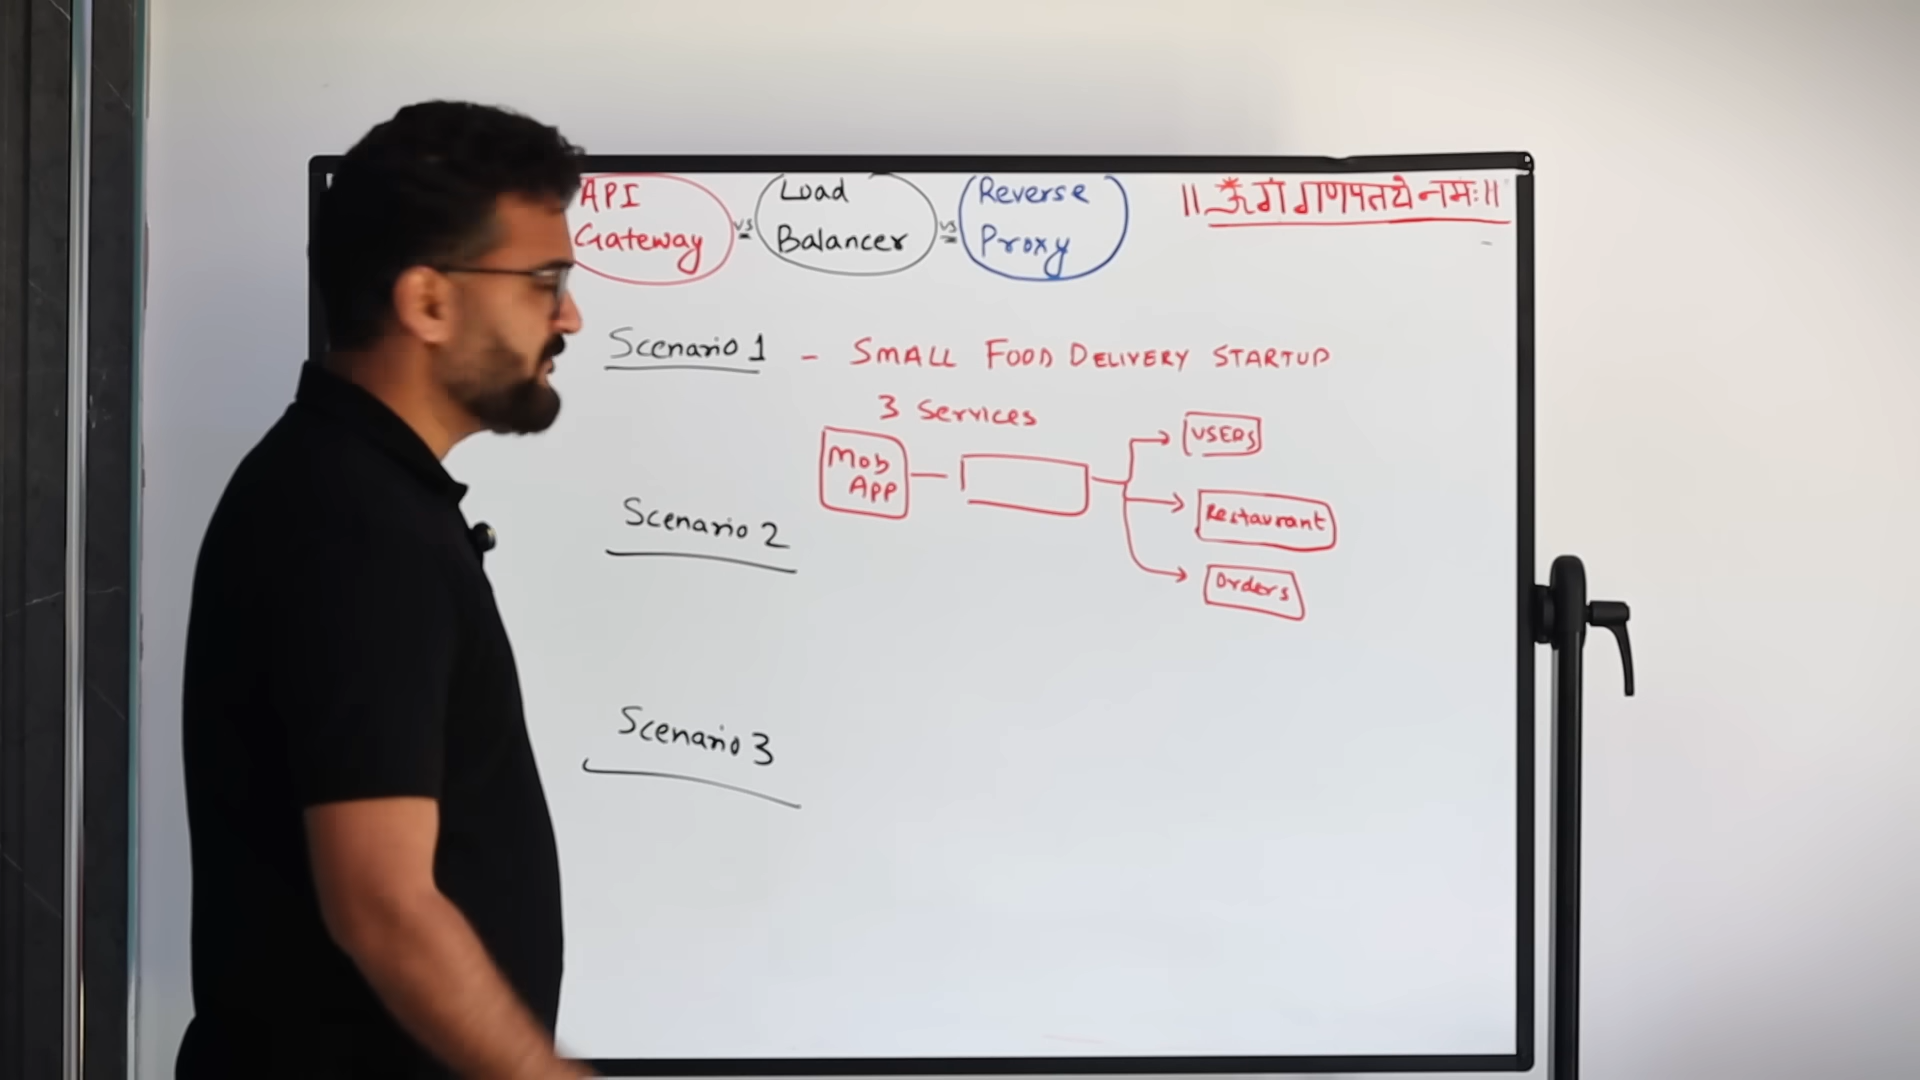 API
Gateway
vs
Load
Balancer
vs
Reverse
Proxy
॥ ॐ गं गणपतये नमः॥
Scenario 1 - SMALL FOOD DELIVERY STARTUP
3 Services
Mob
App
USERS
Restaurant
Orders
Scenario 2
Scenario 3